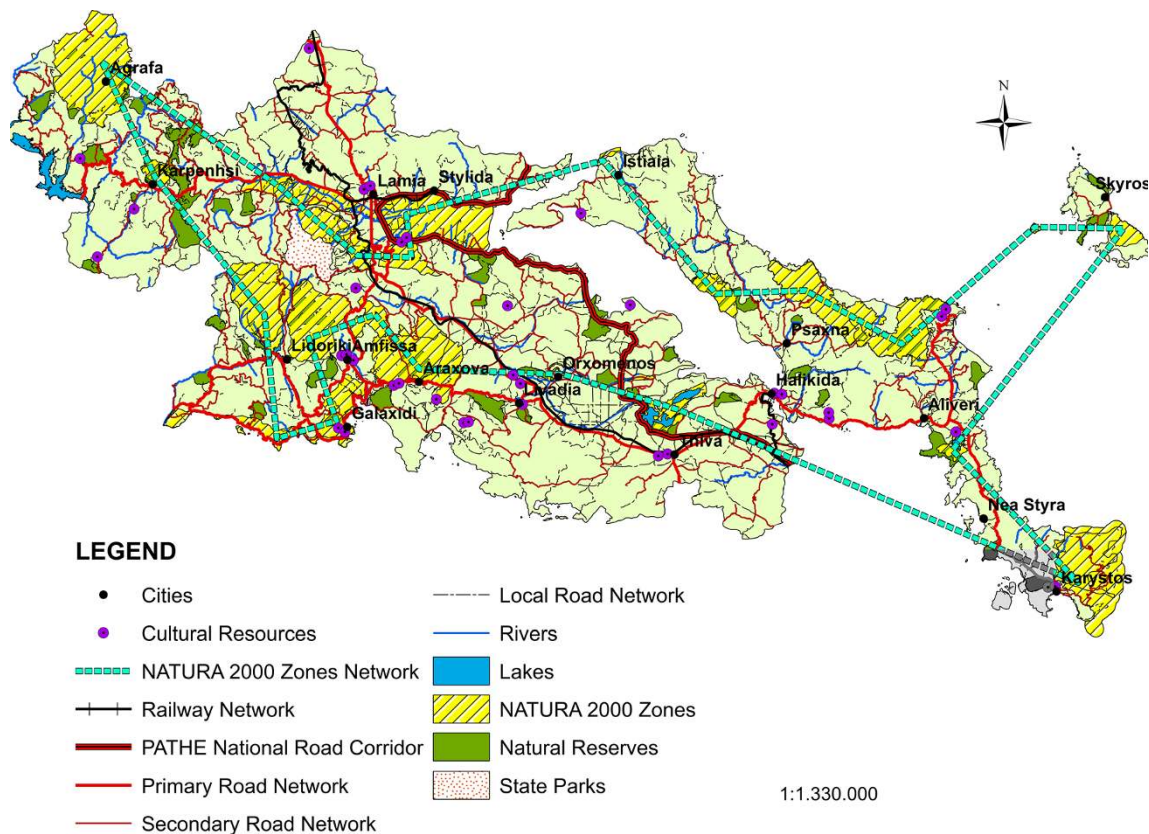 N
Agrafa
Karpenhsi
Lamia
Stylida
Istiaia
Skyros
Psaxna
Lidoriki
Amfissa
Araxova
Orxomenos
Livadia
Halikida
Aliveri
Galaxidi
Thiva
Nea Styra
Karystos
LEGEND
Cities
Cultural Resources
NATURA 2000 Zones Network
Railway Network
PATHE National Road Corridor
Primary Road Network
Secondary Road Network
Local Road Network
Rivers
Lakes
NATURA 2000 Zones
Natural Reserves
State Parks
1:1.330.000